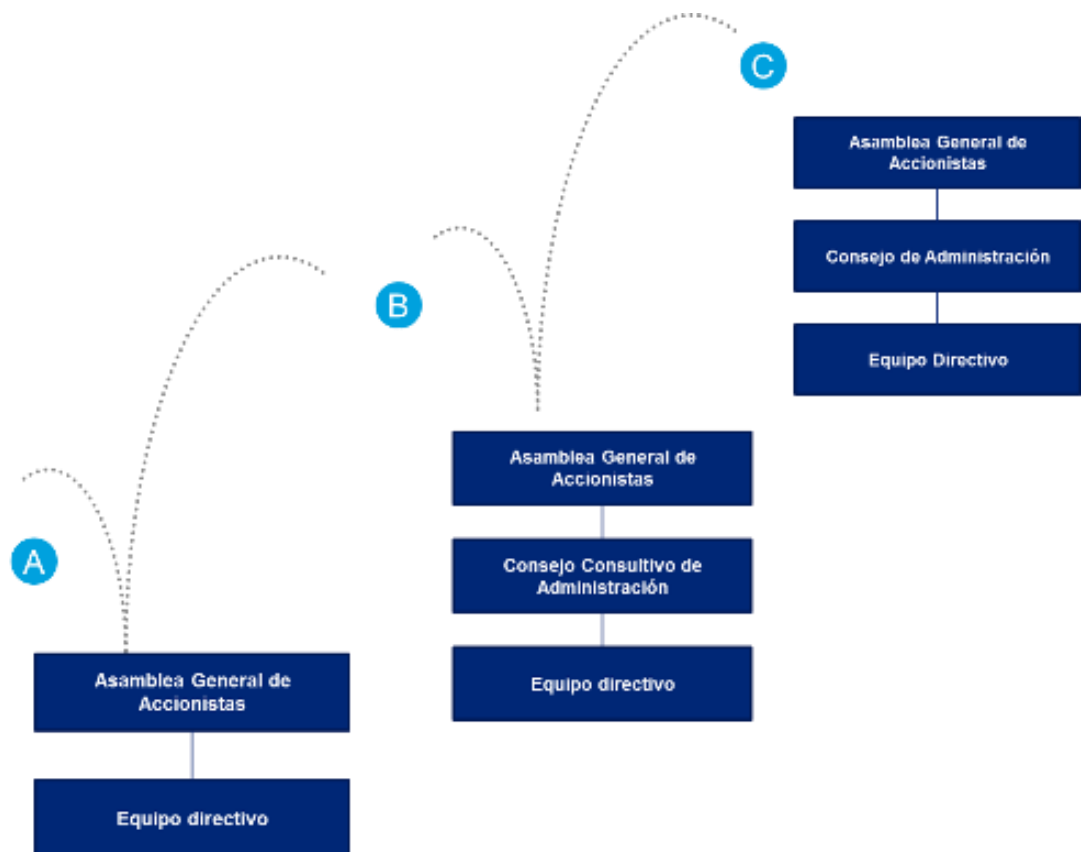 A
Asamblea General de
Accionistas
Equipo directivo
B
Asamblea General de
Accionistas
Consejo Consultivo de
Administración
Equipo directivo
C
Asamblea General de
Accionistas
Consejo de Administración
Equipo Directivo